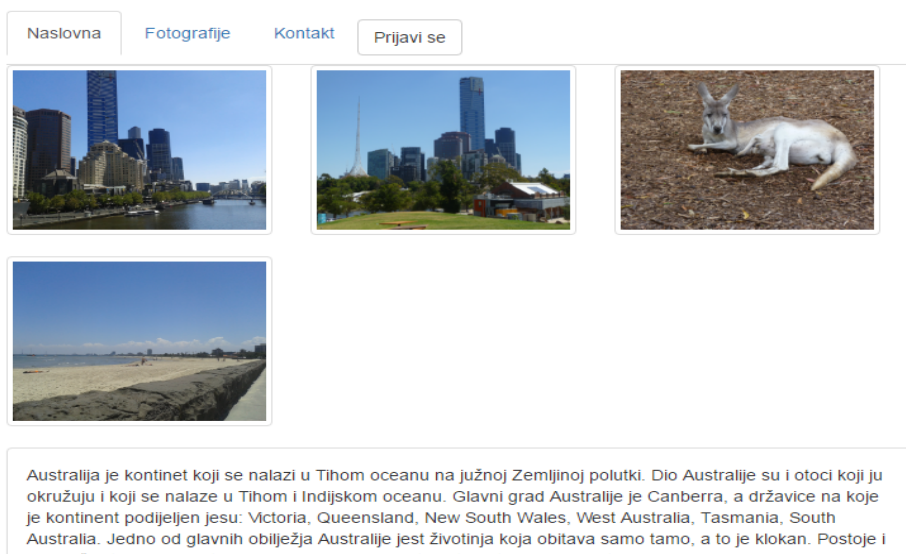 Naslovna Fotografije Kontakt Prijavi se
Australija je kontinet koji se nalazi u Tihom oceanu na južnoj Zemljinoj polutki. Dio Australije su i otoci koji ju
okružuju i koji se nalaze u Tihom i Indijskom oceanu. Glavni grad Australije je Canberra, a državice na koje
je kontinent podijeljen jesu: Victoria, Queensland, New South Wales, West Australia, Tasmania, South
Australia. Jedno od glavnih obilježja Australije jest životinja koja obitava samo tamo, a to je klokan. Postoje i